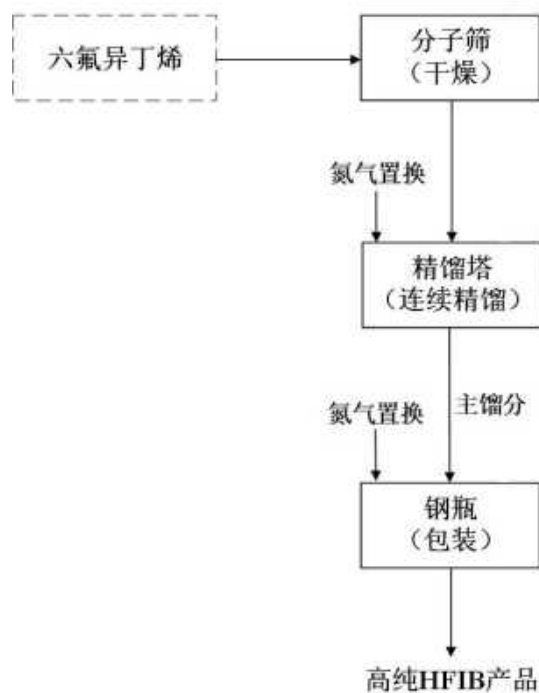 六氟异丁烯
分子筛
（干燥）
氮气置换
精馏塔
（连续精馏）
主馏分
氮气置换
钢瓶
（包装）
高纯HFIB产品